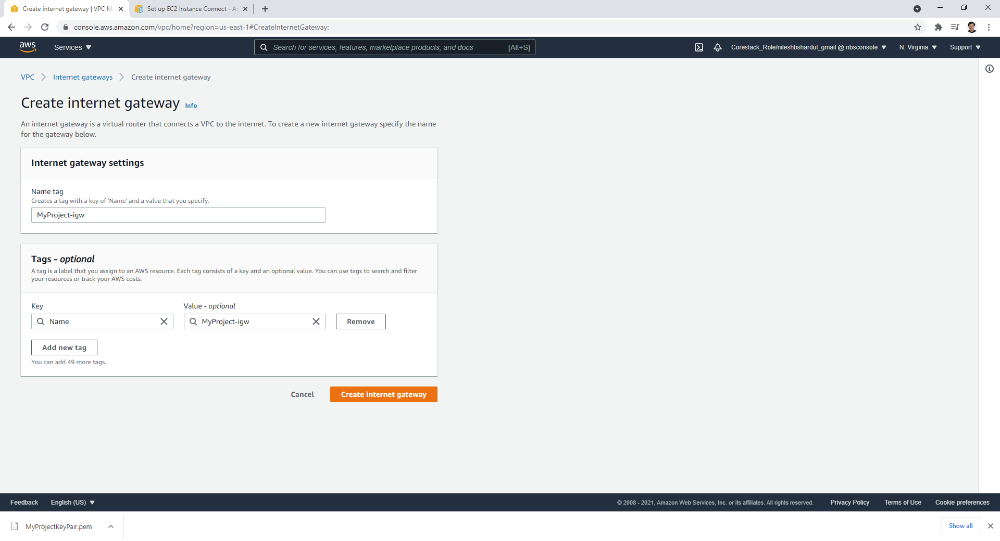 Create internet gateway | VPC Ma
Set up EC2 Instance Connect - A
console.aws.amazon.com/vpc/home?region=us-east-1#CreateInternetGateway:
aws
Services
Search for services, features, marketplace products, and docs
[Alt+S]
Corestack_Role/nileshbshardul_gmail @ nbsconsole
N. Virginia
Support
VPC
Internet gateways
Create internet gateway
Create internet gateway
Info
An internet gateway is a virtual router that connects a VPC to the internet. To create a new internet gateway specify the name
for the gateway below.
Internet gateway settings
Name tag
Creates a tag with a key of 'Name' and a value that you specify.
MyProject-igw
Tags - optional
A tag is a label that you assign to an AWS resource. Each tag consists of a key and an optional value. You can use tags to search and filter
your resources or track your AWS costs.
Key
Value - optional
Name
MyProject-igw
Remove
Add new tag
You can add 49 more tags.
Cancel
Create internet gateway
Feedback
English (US)
© 2008 - 2021, Amazon Web Services, Inc. or its affiliates. All rights reserved.
Privacy Policy
Terms of Use
Cookie preferences
MyProjectKeyPair.pem
Show all